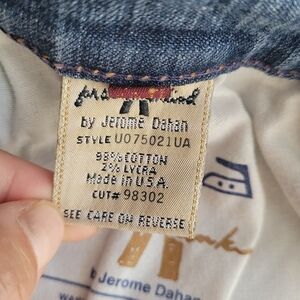 by Jerome Dahan
STYLE U075021UA
98% COTTON
2% LYCRA
Made in U.S.A.
CUT# 98302
SEE CARE ON REVERSE
by Jerome Dahan